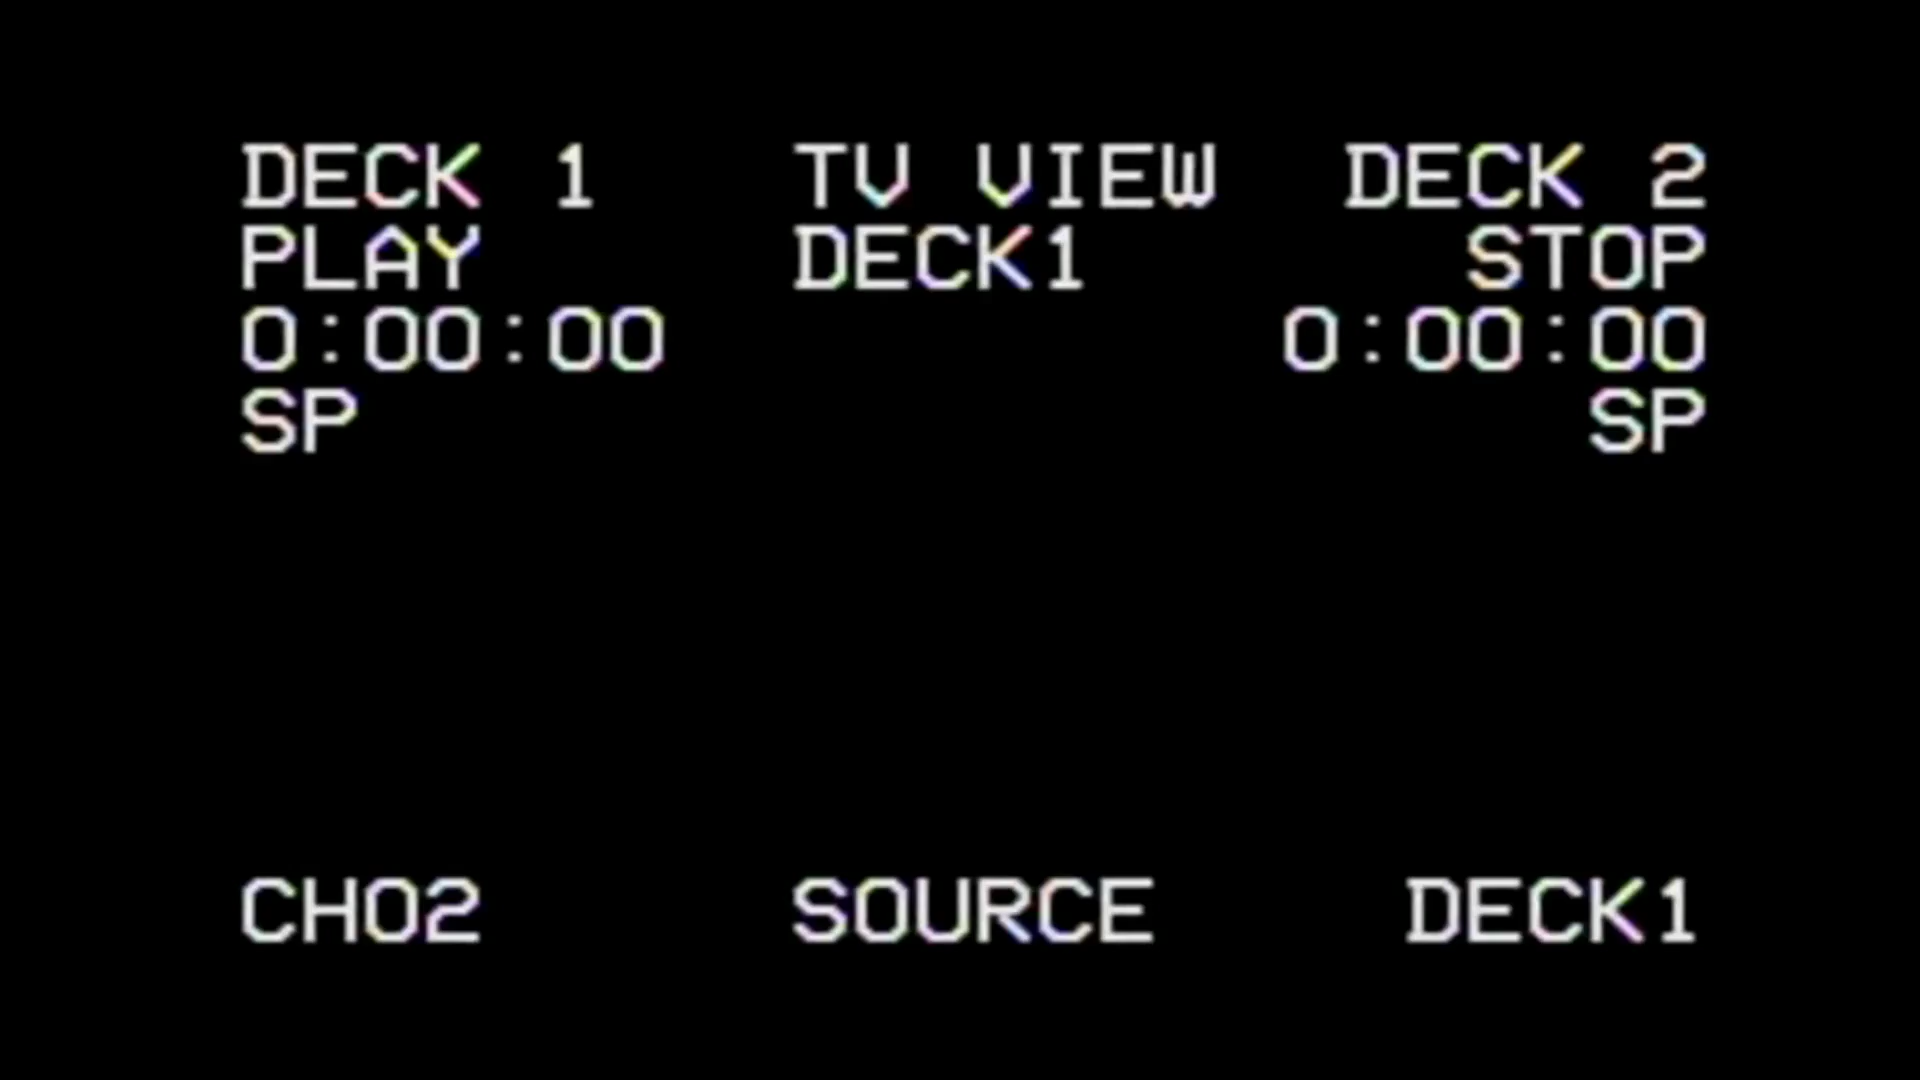 DECK 1 TV VIEW DECK 2
PLAY DECK1 STOP
0:00:00 0:00:00
SP SP
CH02 SOURCE DECK1